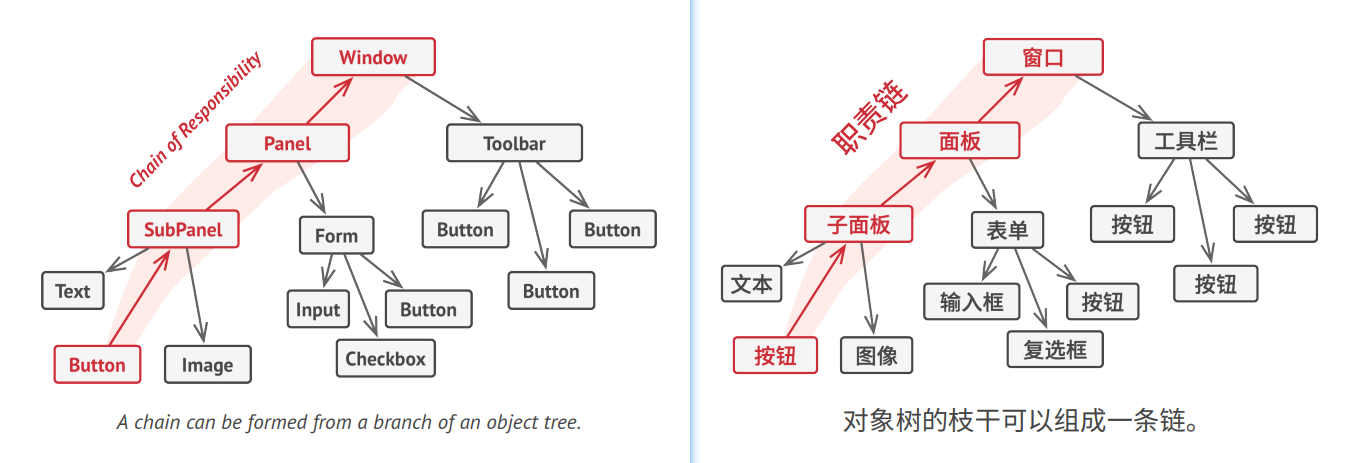 Window
Chain of Responsibility
Panel
Toolbar
SubPanel
Form
Button
Button
Text
Input
Button
Button
Button
Image
Checkbox
A chain can be formed from a branch of an object tree.
窗口
职责链
面板
工具栏
子面板
表单
按钮
按钮
文本
输入框
按钮
按钮
按钮
图像
复选框
对象树的枝干可以组成一条链。